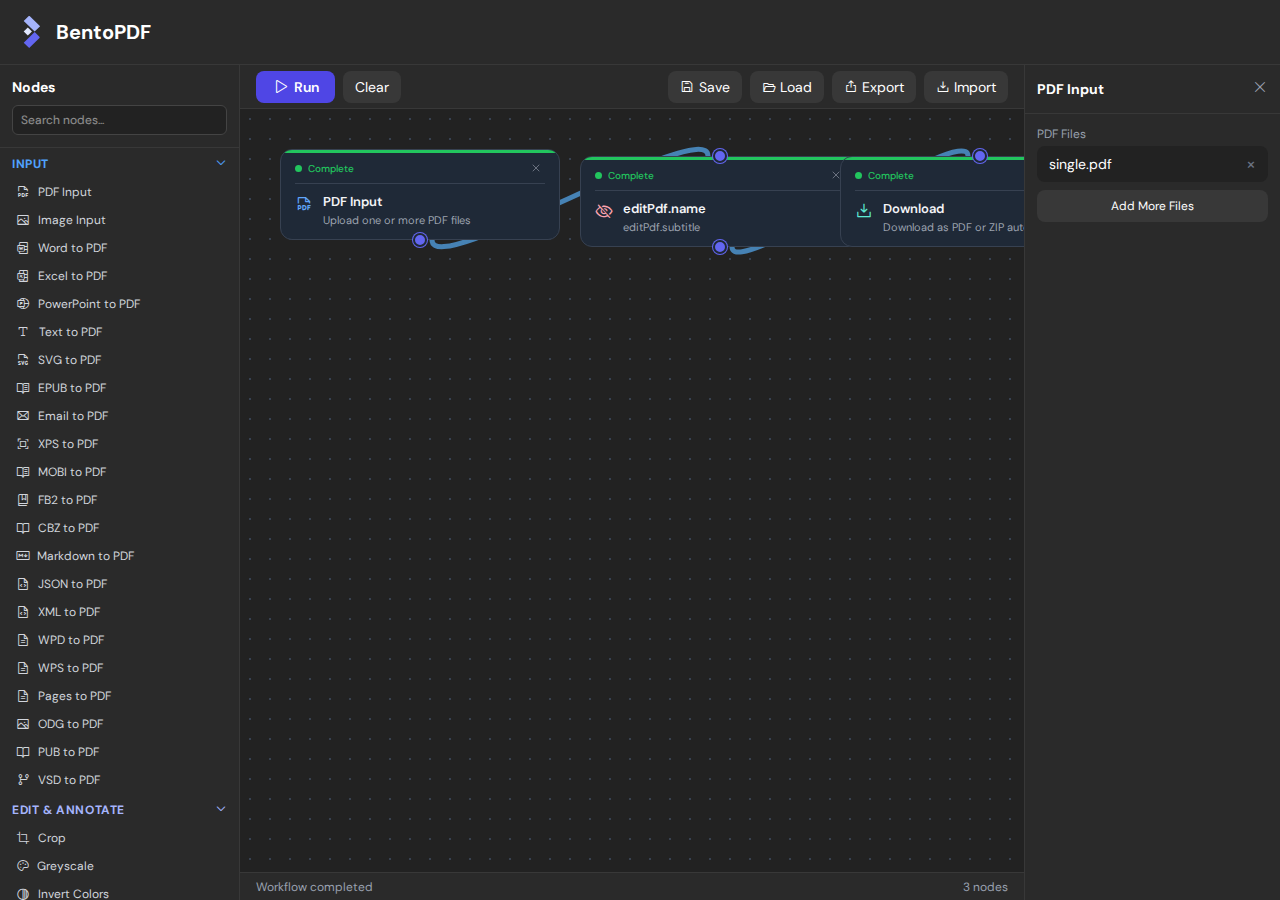 BentoPDF
Nodes
Search nodes...
INPUT
PDF Input
Image Input
Word to PDF
Excel to PDF
PowerPoint to PDF
Text to PDF
SVG to PDF
EPUB to PDF
Email to PDF
XPS to PDF
MOBI to PDF
FB2 to PDF
CBZ to PDF
Markdown to PDF
JSON to PDF
XML to PDF
WPD to PDF
WPS to PDF
Pages to PDF
ODG to PDF
PUB to PDF
VSD to PDF
EDIT & ANNOTATE
Crop
Greyscale
Invert Colors
Run
Clear
Save
Load
Export
Import
Complete
PDF
PDF Input
Upload one or more PDF files
Complete
editPdf.name
editPdf.subtitle
Complete
Download
Download as PDF or ZIP aut
Workflow completed
3 nodes
PDF Input
PDF Files
single.pdf
Add More Files